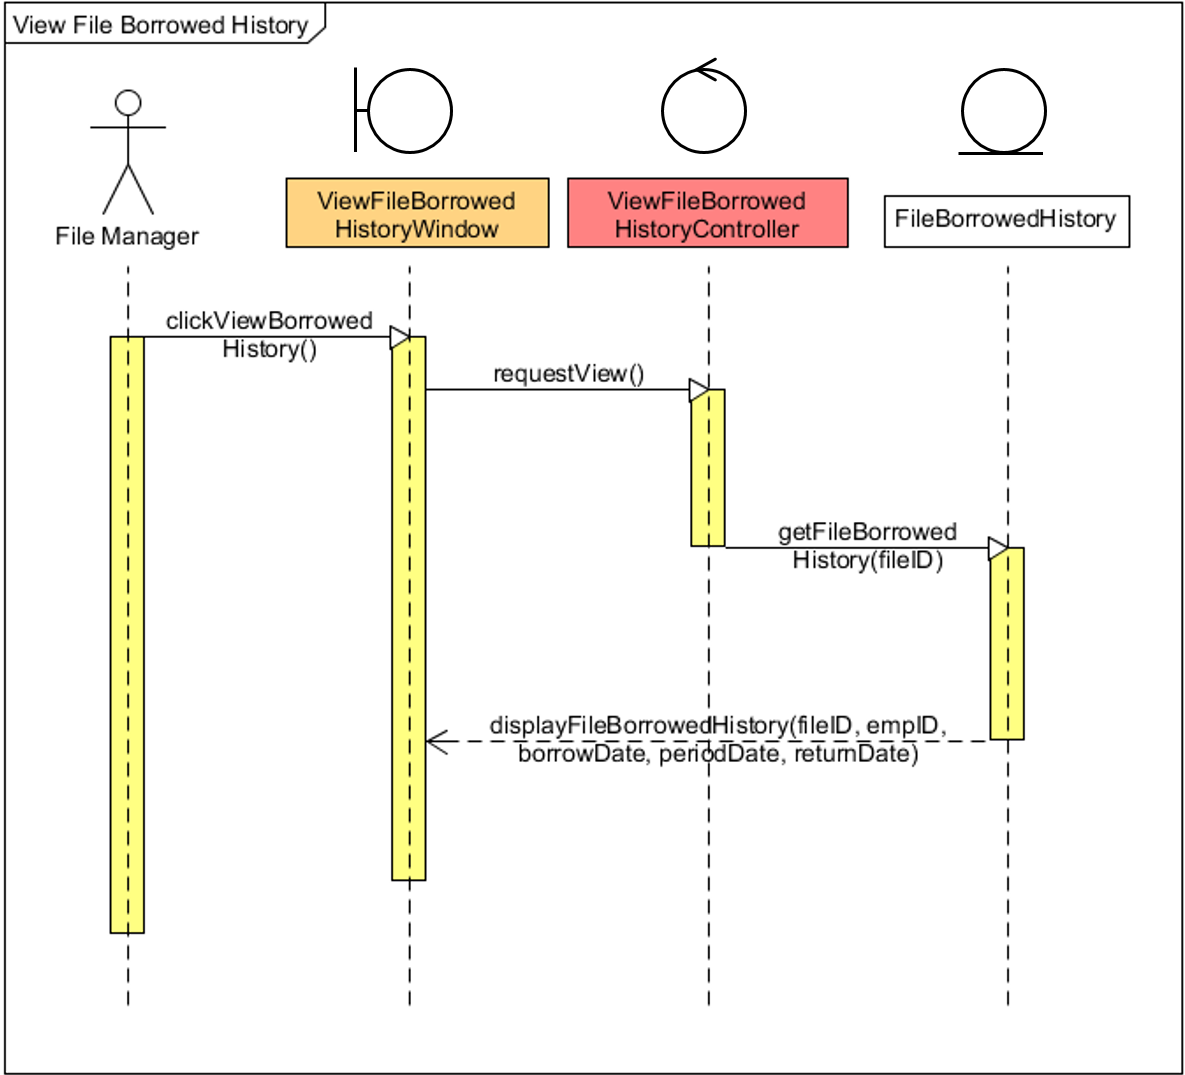 View File Borrowed History
File Manager
ViewFileBorrowed
HistoryWindow
ViewFileBorrowed
HistoryController
FileBorrowedHistory
clickViewBorrowed
History()
requestView()
getFileBorrowed
History(fileID)
displayFileBorrowedHistory(fileID, empID,
borrowDate, periodDate, returnDate)